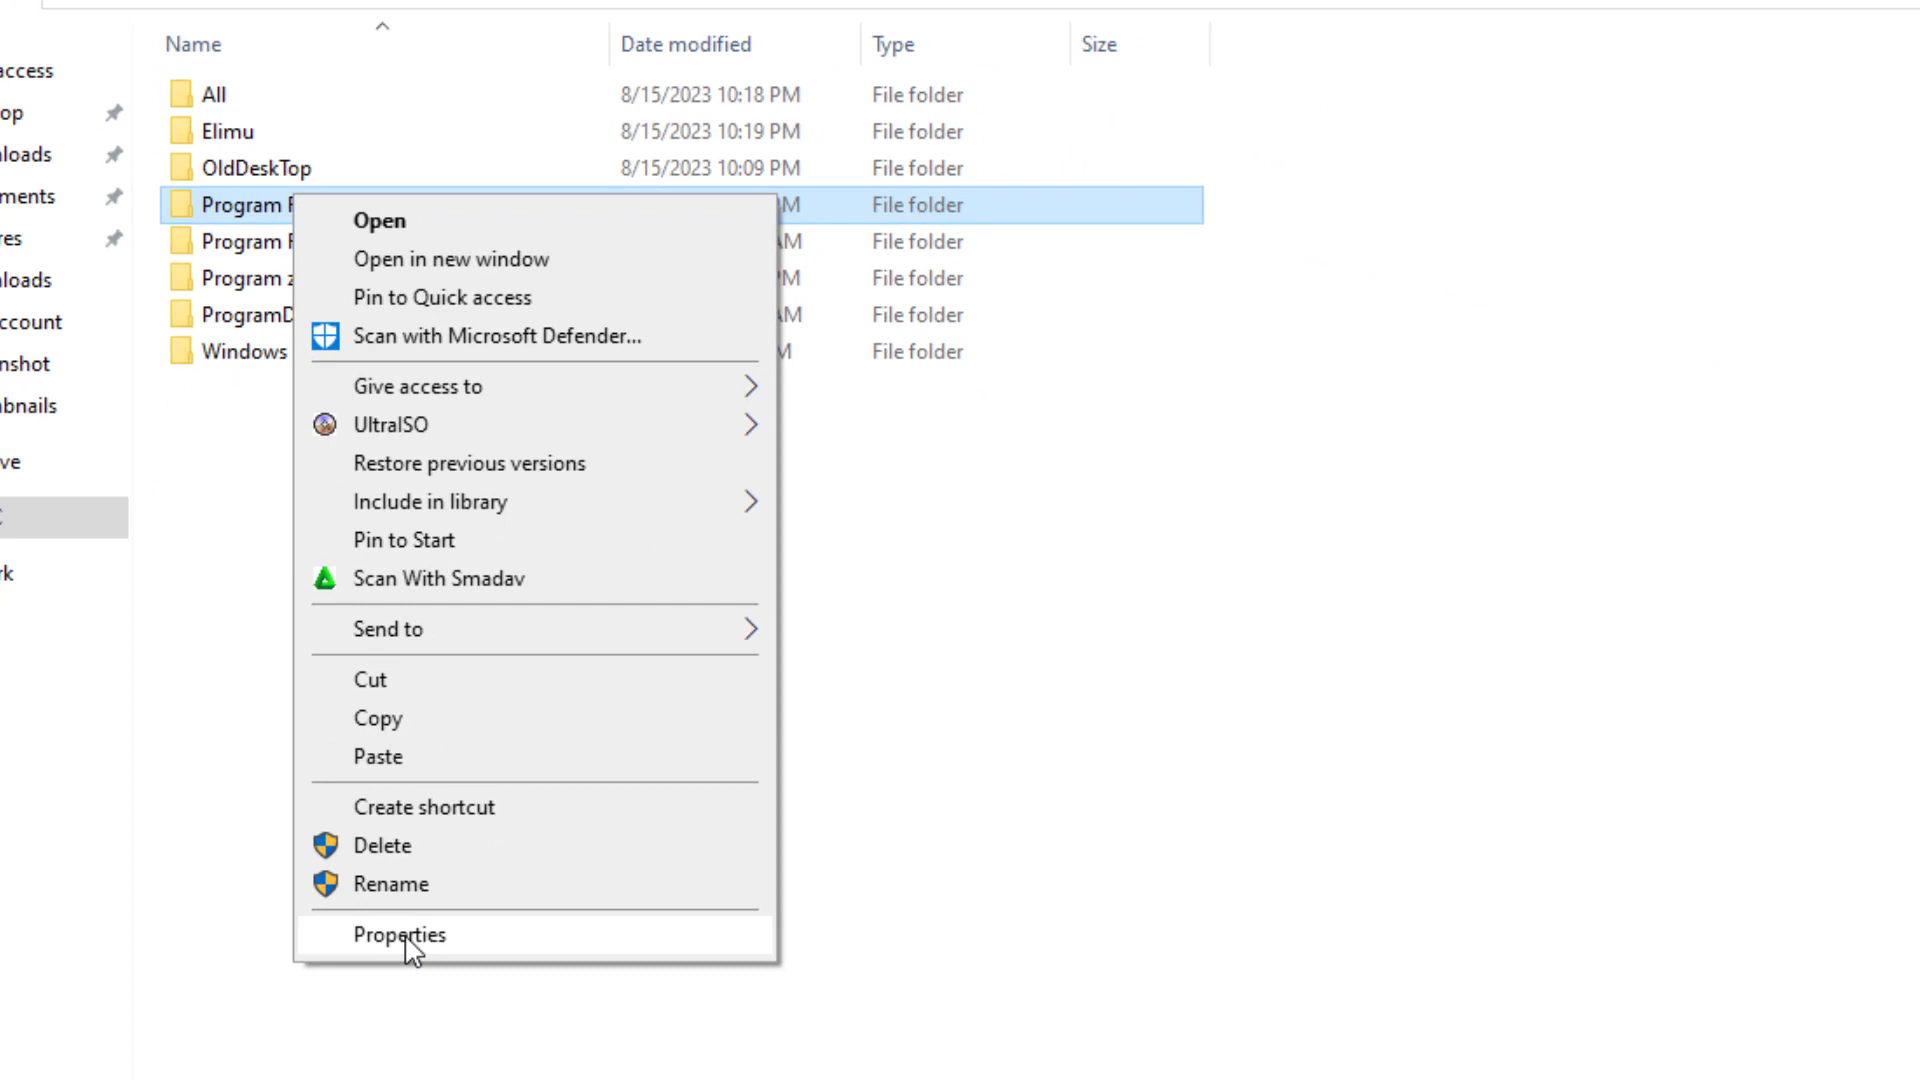 Name Date modified Type Size
access
op
loads
ments
res
loads
ccount
nshot
bnails
ve
rk
All 8/15/2023 10:18 PM File folder
Elimu 8/15/2023 10:19 PM File folder
OldDeskTop 8/15/2023 10:09 PM File folder
Program F M File folder
Program F AM File folder
Program z PM File folder
ProgramD AM File folder
Windows M File folder
Open
Open in new window
Pin to Quick access
Scan with Microsoft Defender...
Give access to
UltraISO
Restore previous versions
Include in library
Pin to Start
Scan With Smadav
Send to
Cut
Copy
Paste
Create shortcut
Delete
Rename
Properties